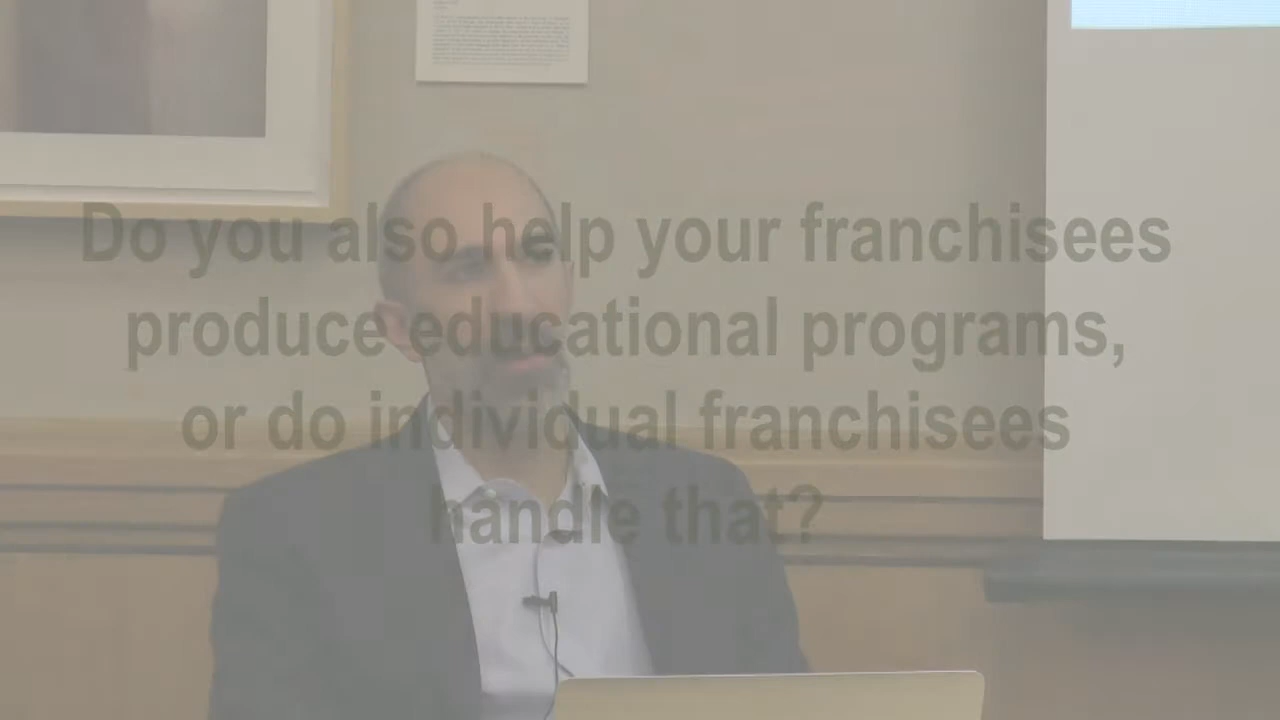 Do you also help your franchisees
produce educational programs,
or do individual franchisees
handle that?